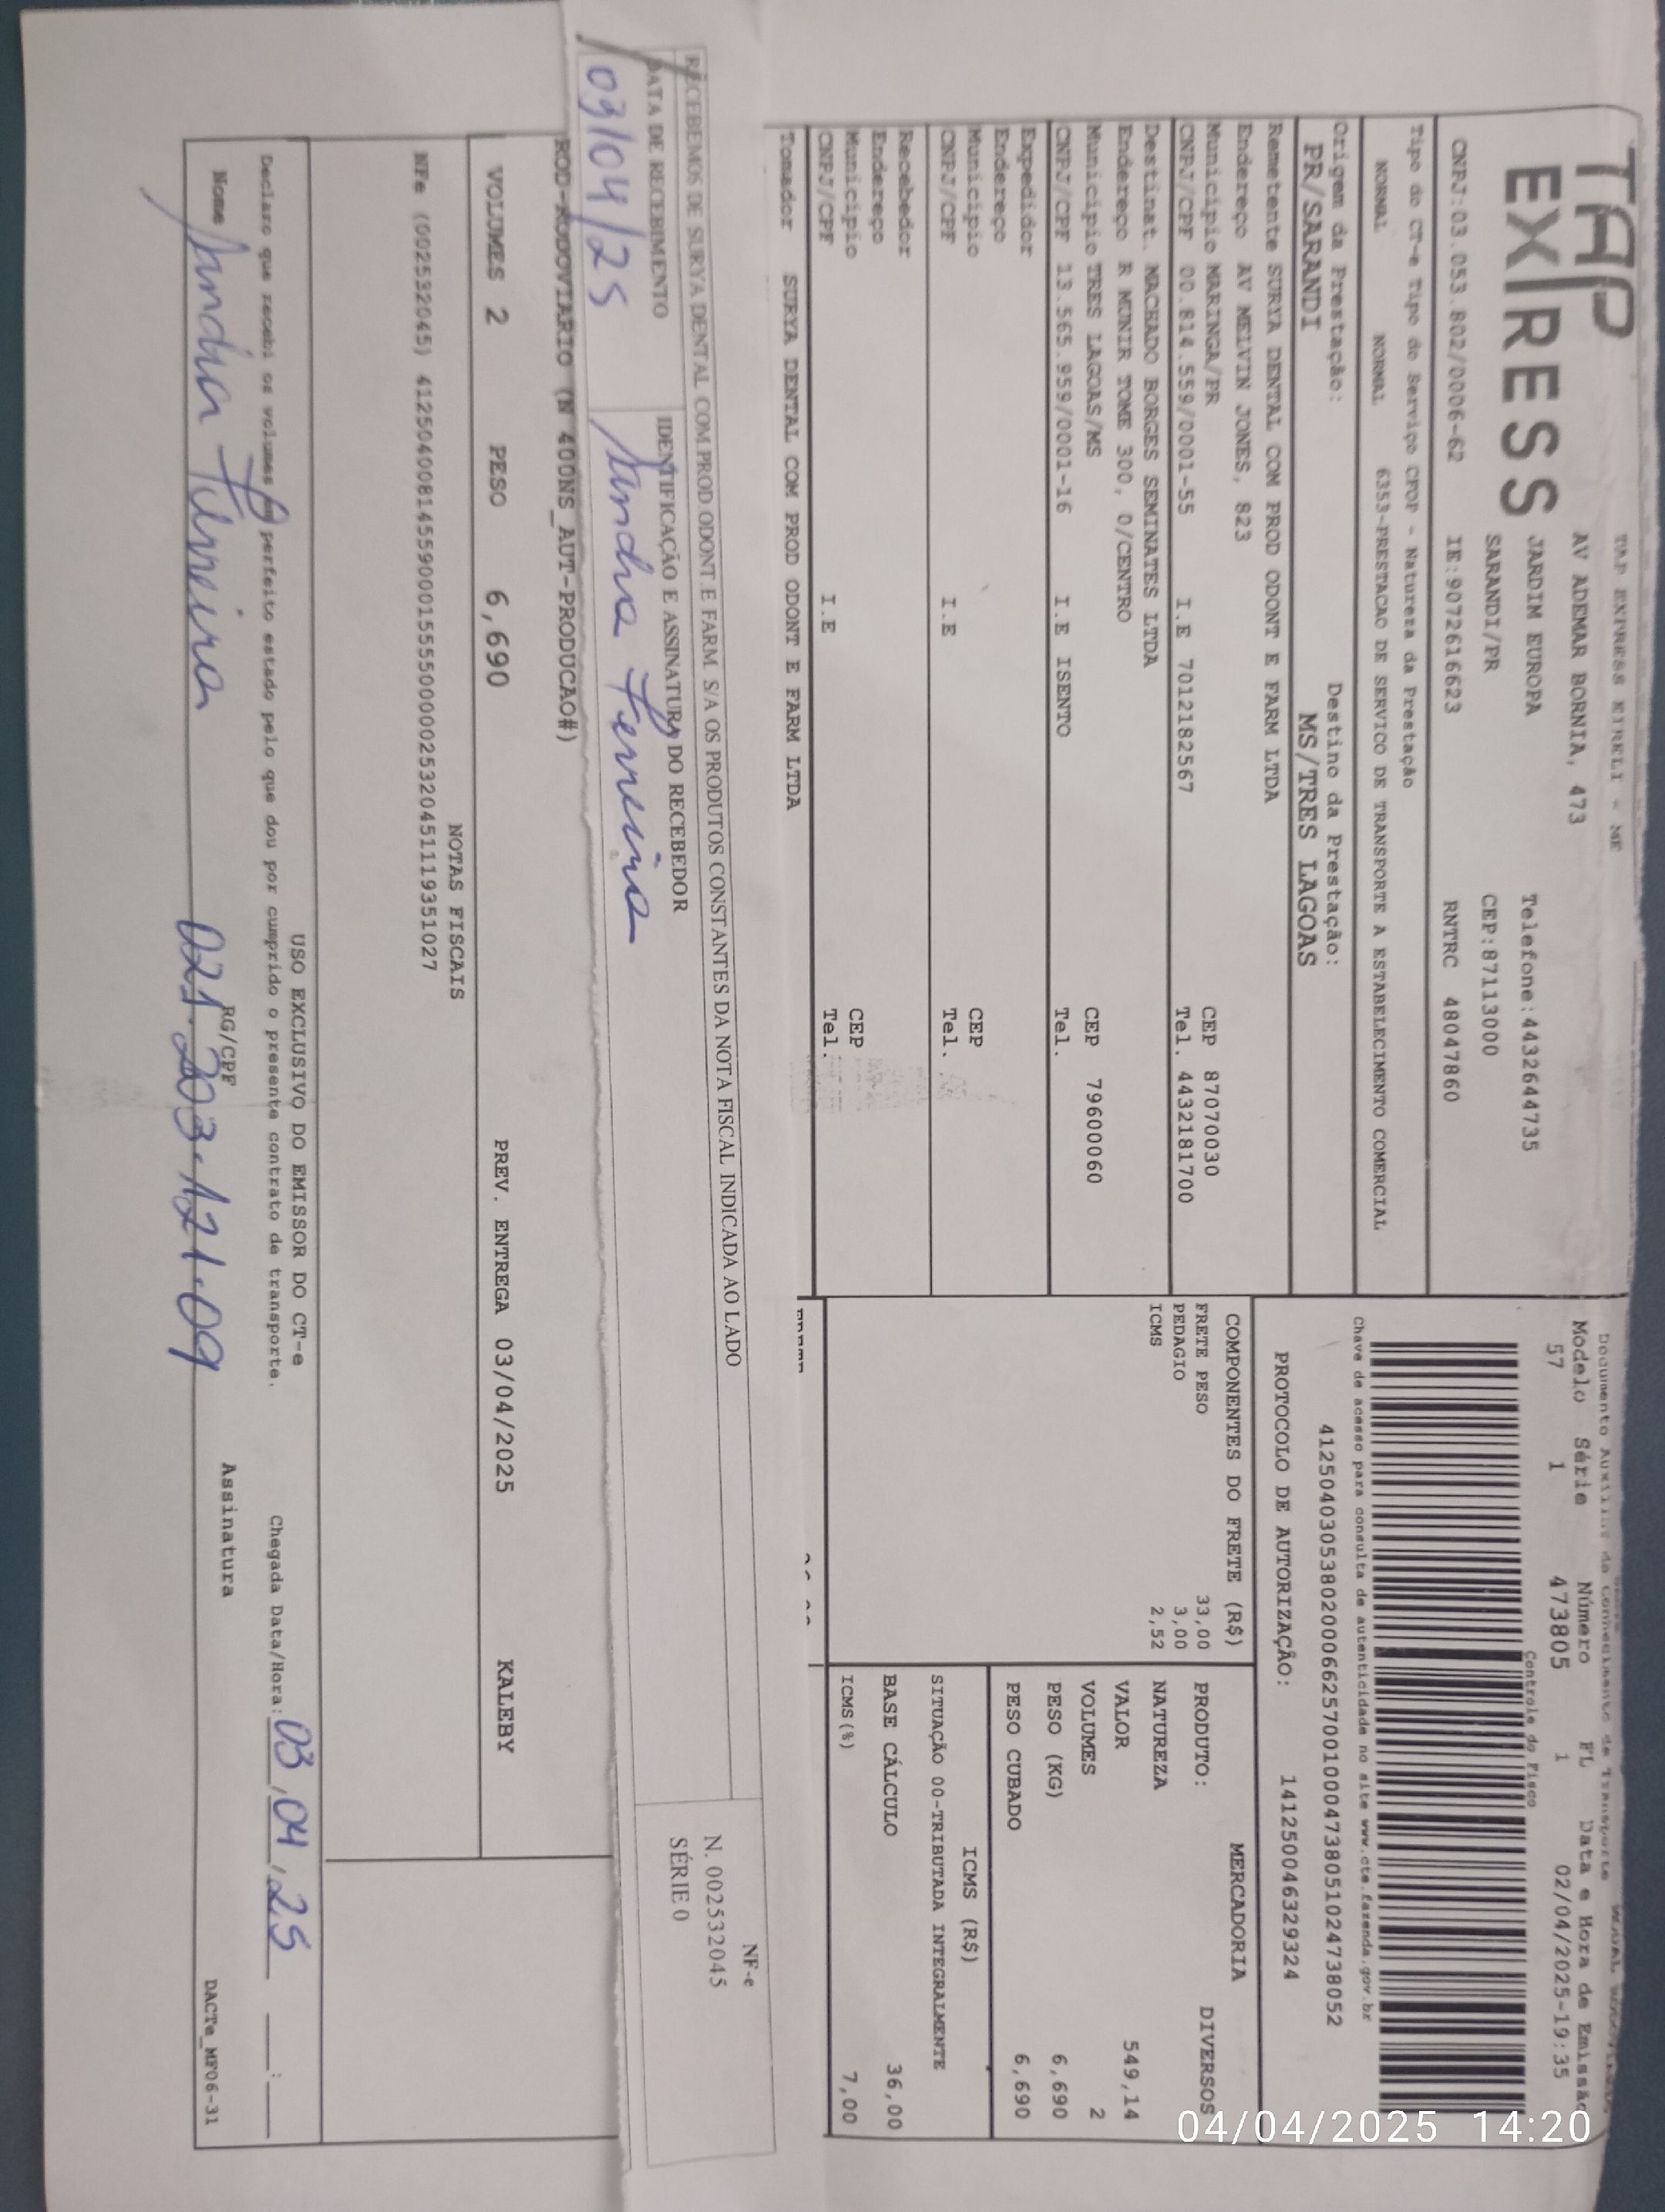 TAP
EXPRESS
TAP EXPRESS EIRELI - ME
AV ADEMAR BORNIA, 473
JARDIM EUROPA Telefone:4432644735
SARANDI/PR CEP:87113000
CNPJ:03.053.802/0006-62 IE:9072616623 RNTRC 48047860
Tipo do CT-e Tipo do Serviço CFOP - Natureza da Prestação
NORMAL NORMAL 6353-PRESTACAO DE SERVICO DE TRANSPORTE A ESTABELECIMENTO COMERCIAL
Origem da Prestação: Destino da Prestação:
PR/SARANDI MS/TRES LAGOAS
Remetente SURYA DENTAL COM PROD ODONT E FARM LTDA
Endereço AV MELVIN JONES, 823
Município MARINGA/PR CEP 87070030
CNPJ/CPF 00.814.559/0001-55 I.E 7012182567 Tel. 4432181700
Destinat. MACHADO BORGES SEMINATES LTDA
Endereço R MUNIR TOME 300, 0/CENTRO
Município TRES LAGOAS/MS CEP 79600060
CNPJ/CPF 13.565.959/0001-16 I.E ISENTO Tel.
Expedidor
Endereço
Município CEP
CNPJ/CPF I.E Tel.
Recebedor
Endereço
Município CEP
CNPJ/CPF I.E Tel.
Tomador SURYA DENTAL COM PROD ODONT E FARM LTDA
Documento Auxiliar do Conhecimento de Transporte
Modelo Série Número FL Data e Hora de Emissão
57 1 473805 1 02/04/2025-19:35
Controle do Fisco
Chave de acesso para consulta de autenticidade no site www.cte.fazenda.gov.br
41250403053802000662570010004738051024738052
PROTOCOLO DE AUTORIZAÇÃO: 141250046329324
COMPONENTES DO FRETE (R$)
FRETE PESO 33,00
PEDAGIO 3,00
ICMS 2,52
MERCADORIA
PRODUTO: DIVERSOS
NATUREZA
VALOR 549,14
VOLUMES 2
PESO (KG) 6,690
PESO CUBADO 6,690
ICMS (R$)
SITUAÇÃO 00-TRIBUTADA INTEGRALMENTE
BASE CÁLCULO 36,00
ICMS(%) 7,00
RECEBEMOS DE SURYA DENTAL COM.PROD.ODONT E FARM. S/A OS PRODUTOS CONSTANTES DA NOTA FISCAL INDICADA AO LADO
DATA DE RECEBIMENTO IDENTIFICAÇÃO E ASSINATURA DO RECEBEDOR
03/04/25 Sandra Ferreira
NF-e
N. 002532045
SÉRIE 0
ROD-RODOVIARIO (N 400NS_AUT-PRODUCAO#)
VOLUMES 2 PESO 6,690 PREV. ENTREGA 03/04/2025 KALEBY
NOTAS FISCAIS
NFe (002532045) 41250400814559000155550000025320451119351027
USO EXCLUSIVO DO EMISSOR DO CT-e
Declaro que recebi os volumes em perfeito estado pelo que dou por cumprido o presente contrato de transporte. Chegada Data/Hora: 03/04/25 __:__
Nome Sandra Ferreira RG/CPF 021.203.121-09 Assinatura
DACTe_MF06-31
04/04/2025 14:20